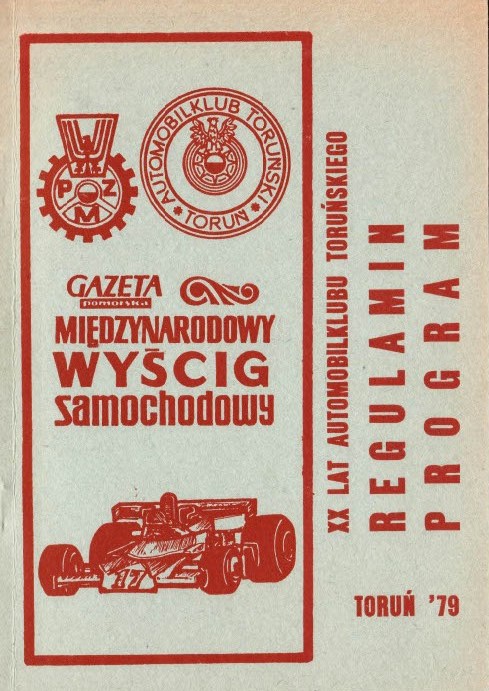 F.I.A.
PZM
AUTOMOBILKLUB TORUŃSKI
* TORUŃ *
GAZETA
pomorska
MIĘDZYNARODOWY
WYŚCIG
samochodowy
17
XX LAT AUTOMOBILKLUBU TORUŃSKIEGO
REGULAMIN
PROGRAM
TORUŃ '79